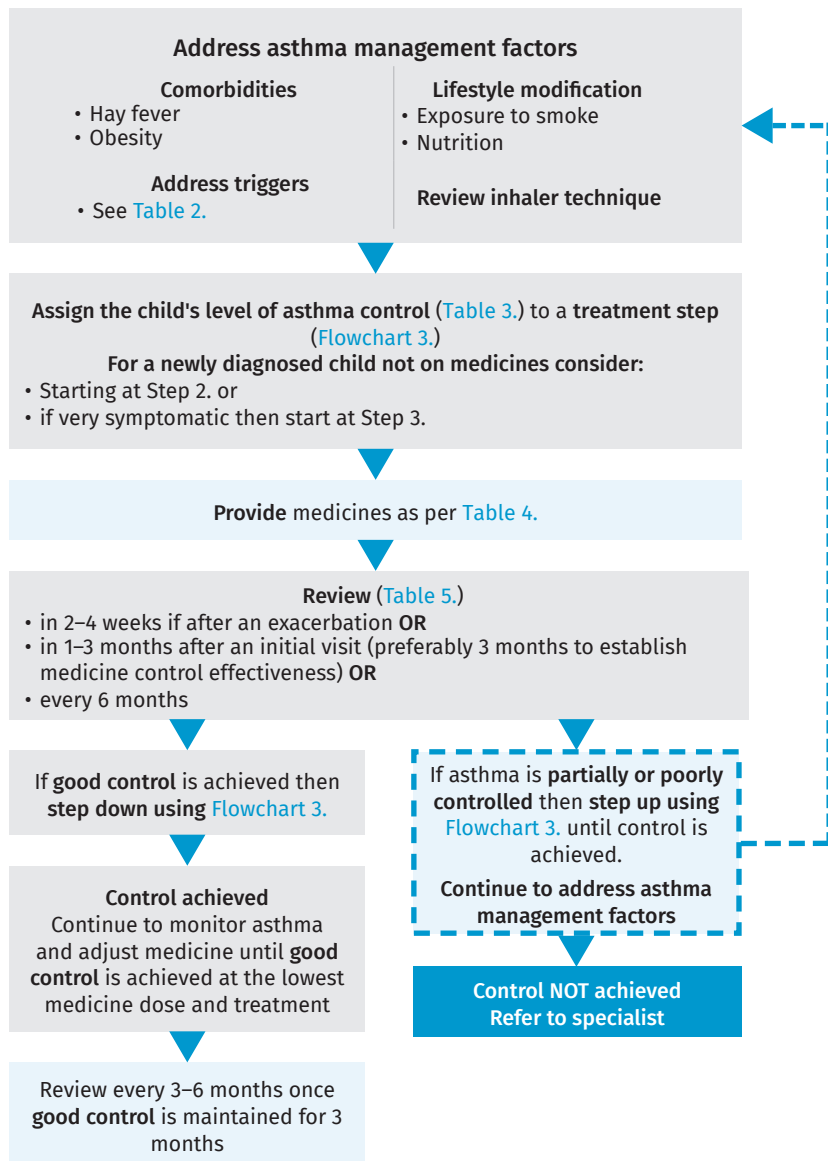 Address asthma management factors
Comorbidities
• Hay fever
• Obesity
Address triggers
• See Table 2.
Lifestyle modification
• Exposure to smoke
• Nutrition
Review inhaler technique
Assign the child's level of asthma control (Table 3.) to a treatment step
(Flowchart 3.)
For a newly diagnosed child not on medicines consider:
• Starting at Step 2. or
• if very symptomatic then start at Step 3.
Provide medicines as per Table 4.
Review (Table 5.)
• in 2–4 weeks if after an exacerbation OR
• in 1–3 months after an initial visit (preferably 3 months to establish
medicine control effectiveness) OR
• every 6 months
If good control is achieved then
step down using Flowchart 3.
Control achieved
Continue to monitor asthma
and adjust medicine until good
control is achieved at the lowest
medicine dose and treatment
Review every 3–6 months once
good control is maintained for 3
months
If asthma is partially or poorly
controlled then step up using
Flowchart 3. until control is
achieved.
Continue to address asthma
management factors
Control NOT achieved
Refer to specialist